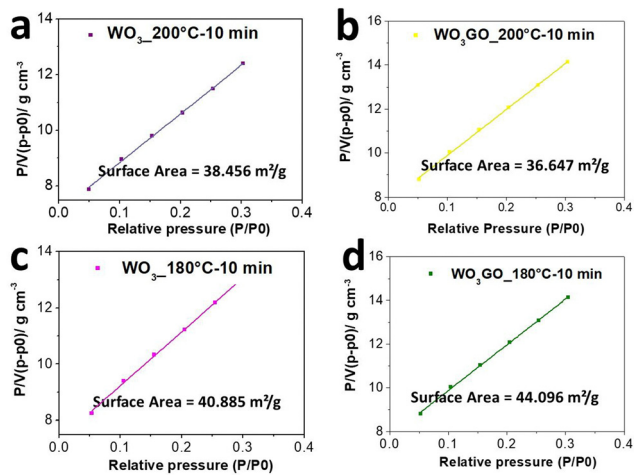 a
WO₃_200°C-10 min
P/V(p-p0)/ g cm⁻³
14
12
10
8
Surface Area = 38.456 m²/g
0.0 0.1 0.2 0.3 0.4
Relative pressure (P/P0)
b
WO₃GO_200°C-10 min
P/V(p-p0)/ g cm⁻³
16
14
12
10
8
Surface Area = 36.647 m²/g
0.0 0.1 0.2 0.3 0.4
Relative Pressure (P/P0)
c
WO₃_180°C-10 min
P/V(p-p0)/ g cm⁻³
14
12
10
8
Surface Area = 40.885 m²/g
0.0 0.1 0.2 0.3 0.4
Relative pressure (P/P0)
d
WO₃GO_180°C-10 min
P/V(p-p0)/ g cm⁻³
16
14
12
10
8
Surface Area = 44.096 m²/g
0.0 0.1 0.2 0.3 0.4
Relative pressure (P/P0)